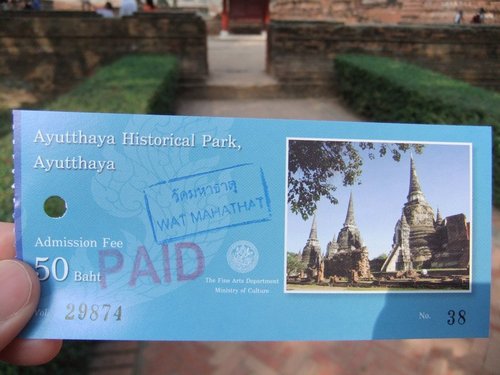 Ayutthaya Historical Park,
Ayutthaya
วัดมหาธาตุ
WAT MAHATHAT
Admission Fee
50 Baht
PAID
The Fine Arts Department
Ministry of Culture
Vol. 29874
No. 38